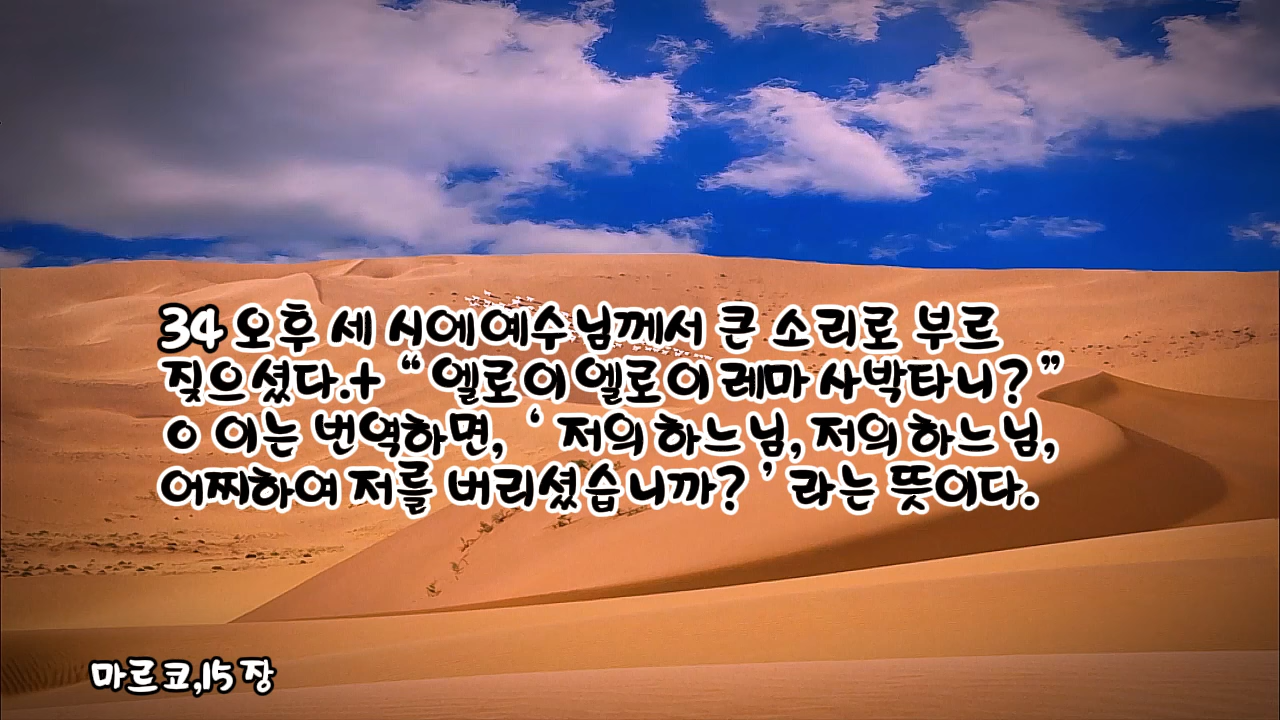 34 오후 세 시에 예수님께서 큰 소리로 부르
짖으셨다.+ “ 엘로이 엘로이 레마 사박타니? ”
○ 이는 번역하면, ‘ 저의 하느님, 저의 하느님,
어찌하여 저를 버리셨습니까? ’ 라는 뜻이다.
마르코,15 장